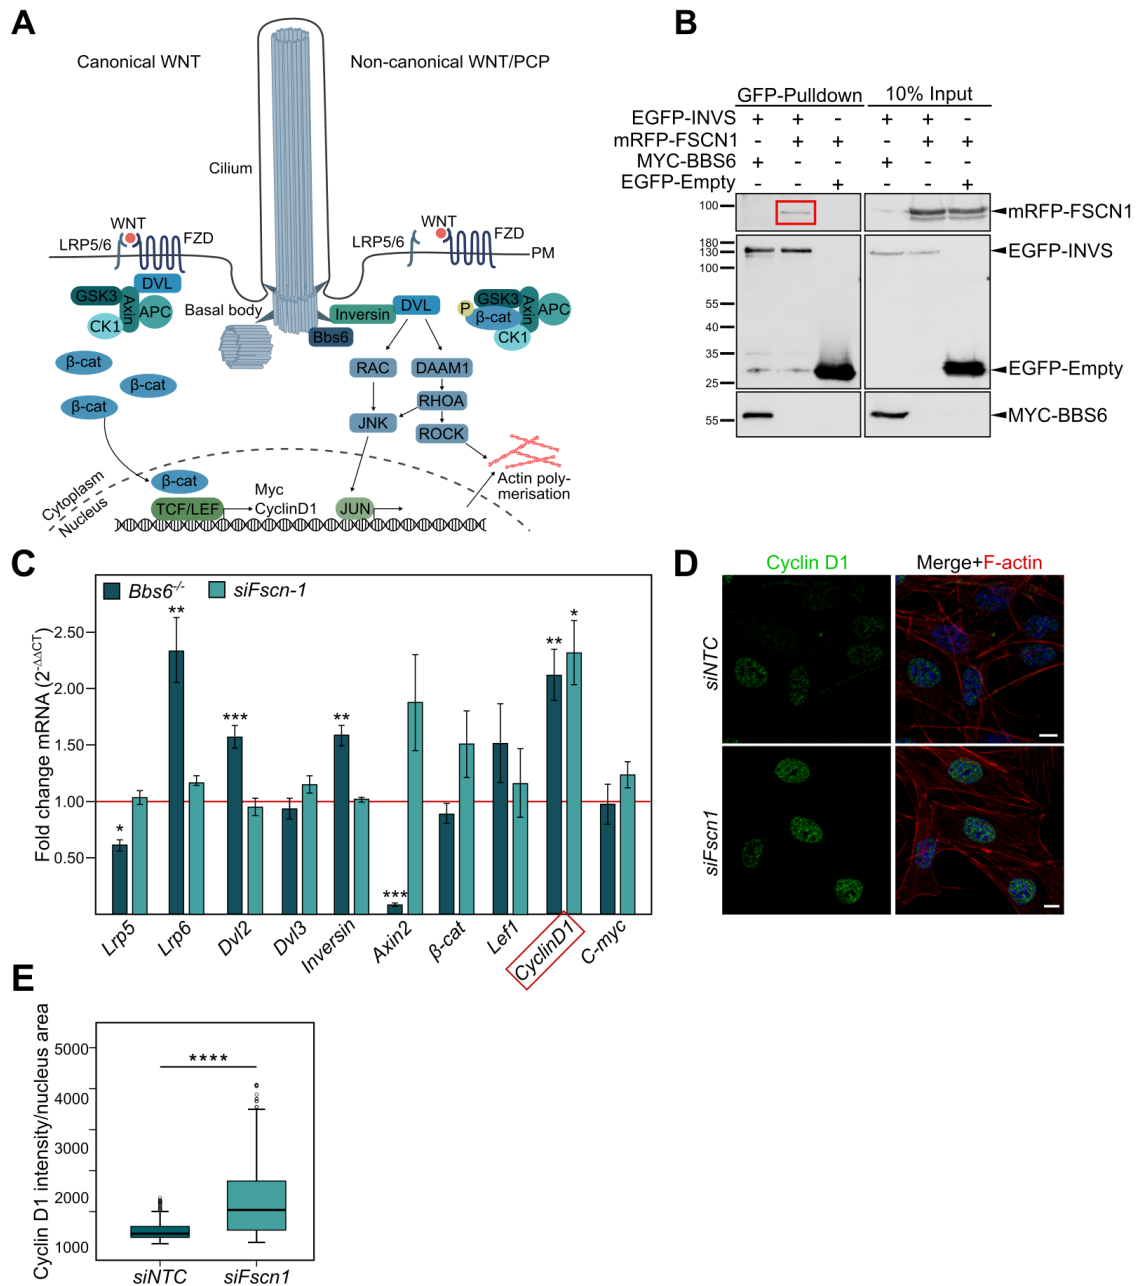 A
Canonical WNT
Non-canonical WNT/PCP
Cilium
WNT
LRP5/6
FZD
WNT
LRP5/6
FZD
PM
DVL
GSK3
Axin
APC
CK1
Basal body
Inversin
DVL
Bbs6
P
GSK3
Axin
APC
β-cat
CK1
β-cat
β-cat
β-cat
RAC
DAAM1
RHOA
JNK
ROCK
Actin poly-
merisation
β-cat
Cytoplasm
Nucleus
TCF/LEF
Myc
CyclinD1
JUN
B
GFP-Pulldown
10% Input
EGFP-INVS + + - + + -
mRFP-FSCN1 - + + - + +
MYC-BBS6 + - - + - -
EGFP-Empty - - + - - +
100
mRFP-FSCN1
180
130
100
55
40
35
25
EGFP-INVS
EGFP-Empty
55
MYC-BBS6
C
Bbs6-/-
siFscn-1
Fold change mRNA (2-ΔΔCT)
2.50
2.00
1.50
1.00
0.50
*
**
***
**
***
**
*
Lrp5
Lrp6
Dvl2
Dvl3
Inversin
Axin2
β-cat
Lef1
CyclinD1
C-myc
D
Cyclin D1
Merge+F-actin
siNTC
siFscn1
E
Cyclin D1 intensity/nucleus area
5000
4000
3000
2000
1000
****
siNTC
siFscn1